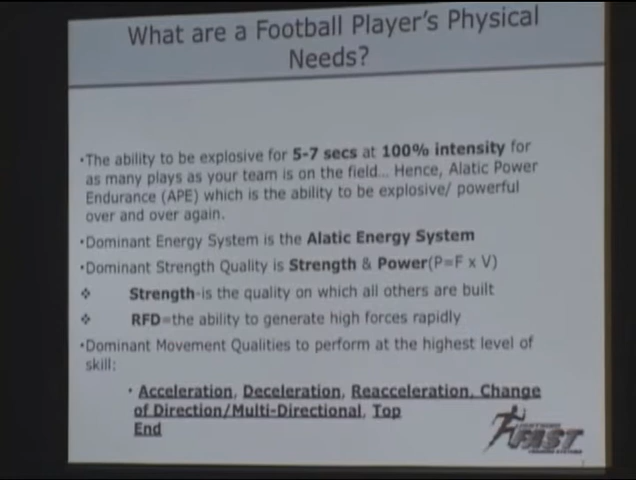 What are a Football Player's Physical
Needs?
•The ability to be explosive for 5-7 secs at 100% intensity for
as many plays as your team is on the field... Hence, Alatic Power
Endurance (APE) which is the ability to be explosive/ powerful
over and over again.
•Dominant Energy System is the Alatic Energy System
•Dominant Strength Quality is Strength & Power(P=F x V)
❖ Strength-is the quality on which all others are built
❖ RFD=the ability to generate high forces rapidly
•Dominant Movement Qualities to perform at the highest level of
skill:
• Acceleration, Deceleration, Reacceleration, Change
of Direction/Multi-Directional, Top
End
FAST